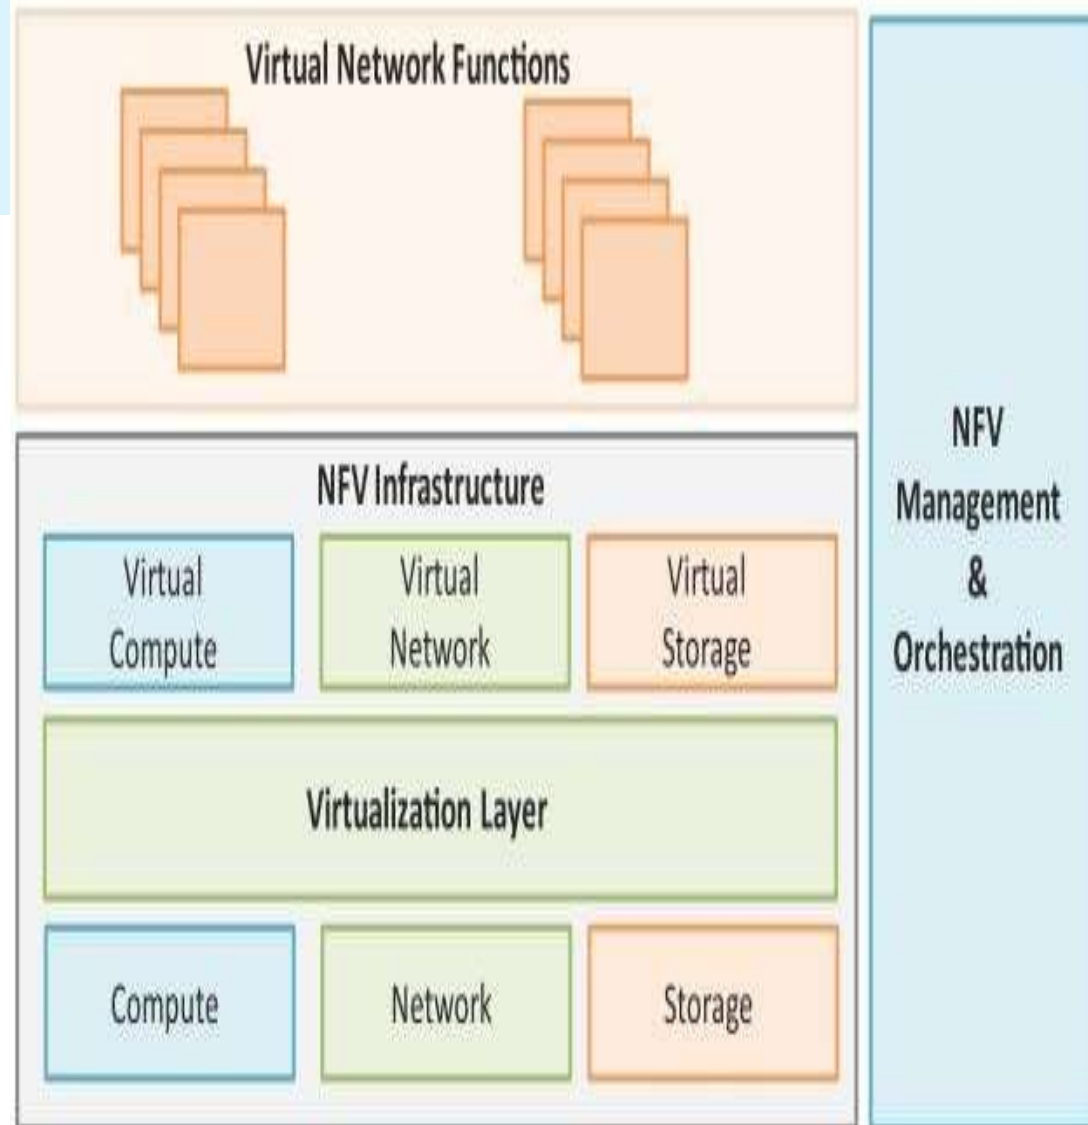 Virtual Network Functions
NFV Infrastructure
Virtual
Compute
Virtual
Network
Virtual
Storage
Virtualization Layer
Compute
Network
Storage
NFV
Management
&
Orchestration